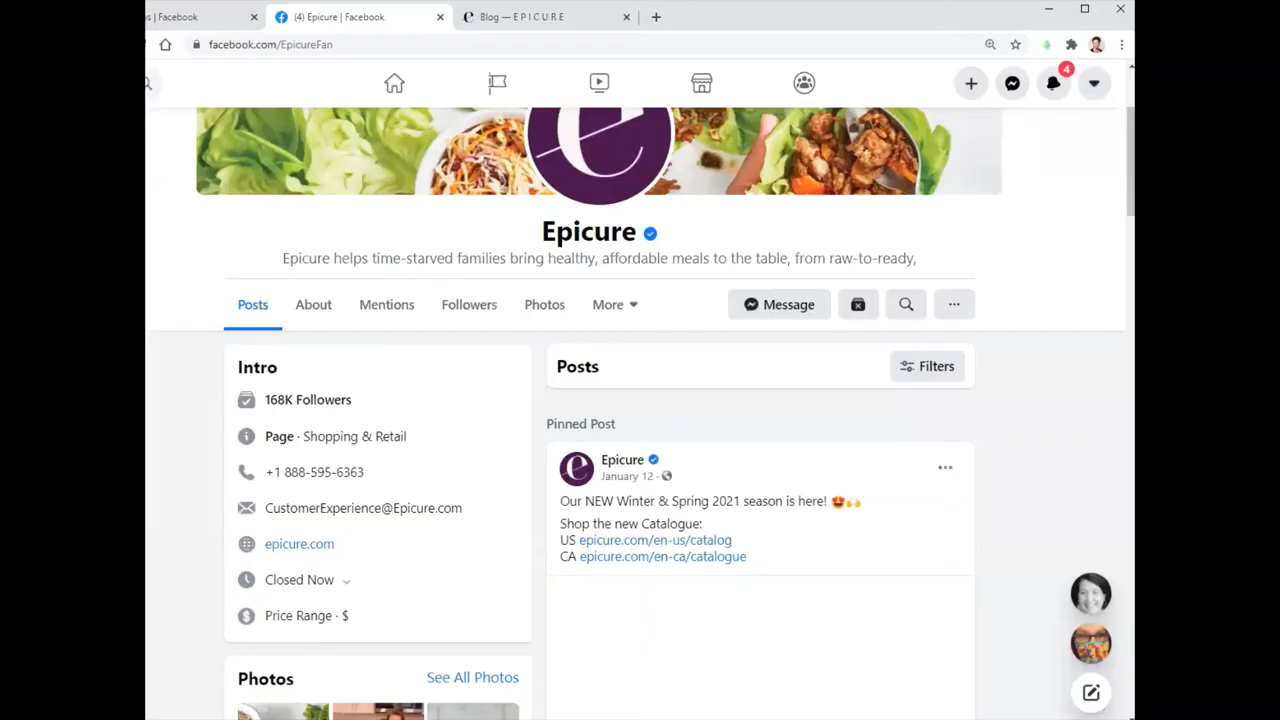 s | Facebook
(4) Epicure | Facebook
Blog — E P I C U R E
facebook.com/EpicureFan
4
e
Epicure
Epicure helps time-starved families bring healthy, affordable meals to the table, from raw-to-ready,
Posts
About
Mentions
Followers
Photos
More
Message
Intro
168K Followers
Page · Shopping & Retail
+1 888-595-6363
CustomerExperience@Epicure.com
epicure.com
Closed Now
Price Range · $
Photos
See All Photos
Posts
Filters
Pinned Post
Epicure
January 12 ·
Our NEW Winter & Spring 2021 season is here! 🤩🙌
Shop the new Catalogue:
US epicure.com/en-us/catalog
CA epicure.com/en-ca/catalogue